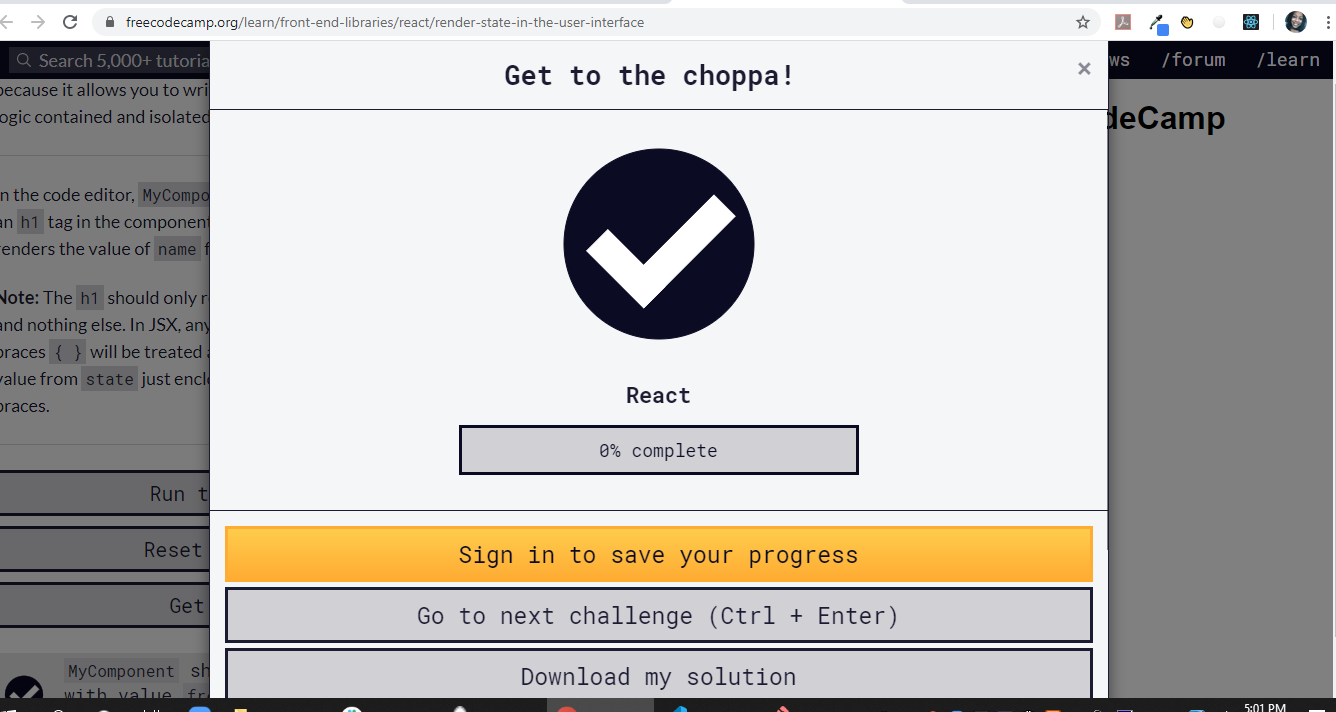 freecodecamp.org/learn/front-end-libraries/react/render-state-in-the-user-interface
Search 5,000+ tutoria
ws /forum /learn
Get to the choppa!
×
because it allows you to wri
ogic contained and isolated
deCamp
n the code editor, MyCompo
an h1 tag in the component
renders the value of name f
Note: The h1 should only r
and nothing else. In JSX, any
braces { } will be treated a
value from state just enclo
braces.
React
0% complete
Run t
Reset
Get
Sign in to save your progress
Go to next challenge (Ctrl + Enter)
Download my solution
MyComponent sh
with value fre
5:01 PM